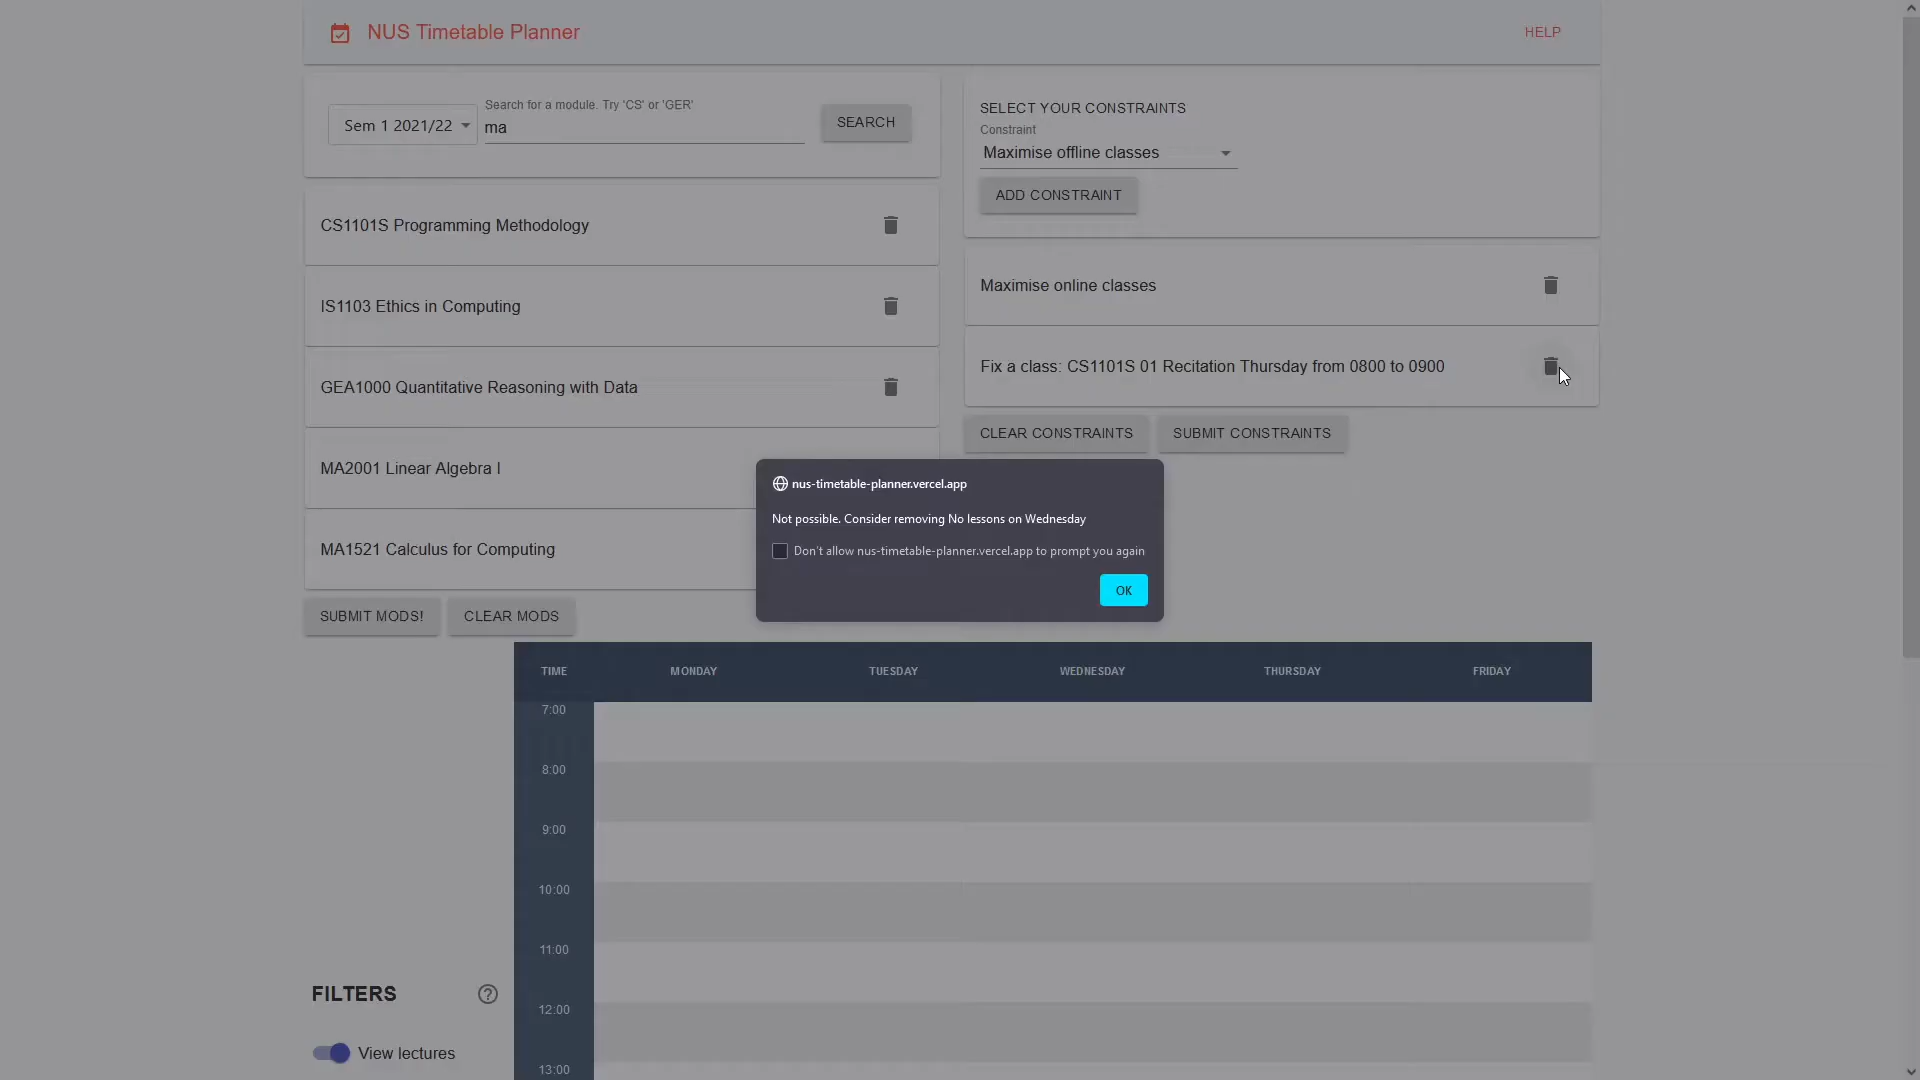 NUS Timetable Planner
HELP
Sem 1 2021/22
Search for a module. Try 'CS' or 'GER'
ma
SEARCH
CS1101S Programming Methodology
IS1103 Ethics in Computing
GEA1000 Quantitative Reasoning with Data
MA2001 Linear Algebra I
MA1521 Calculus for Computing
SUBMIT MODS!
CLEAR MODS
SELECT YOUR CONSTRAINTS
Constraint
Maximise offline classes
ADD CONSTRAINT
Maximise online classes
Fix a class: CS1101S 01 Recitation Thursday from 0800 to 0900
CLEAR CONSTRAINTS
SUBMIT CONSTRAINTS
nus-timetable-planner.vercel.app
Not possible. Consider removing No lessons on Wednesday
Don't allow nus-timetable-planner.vercel.app to prompt you again
OK
TIME MONDAY TUESDAY WEDNESDAY THURSDAY FRIDAY
7:00
8:00
9:00
10:00
11:00
12:00
13:00
FILTERS
View lectures